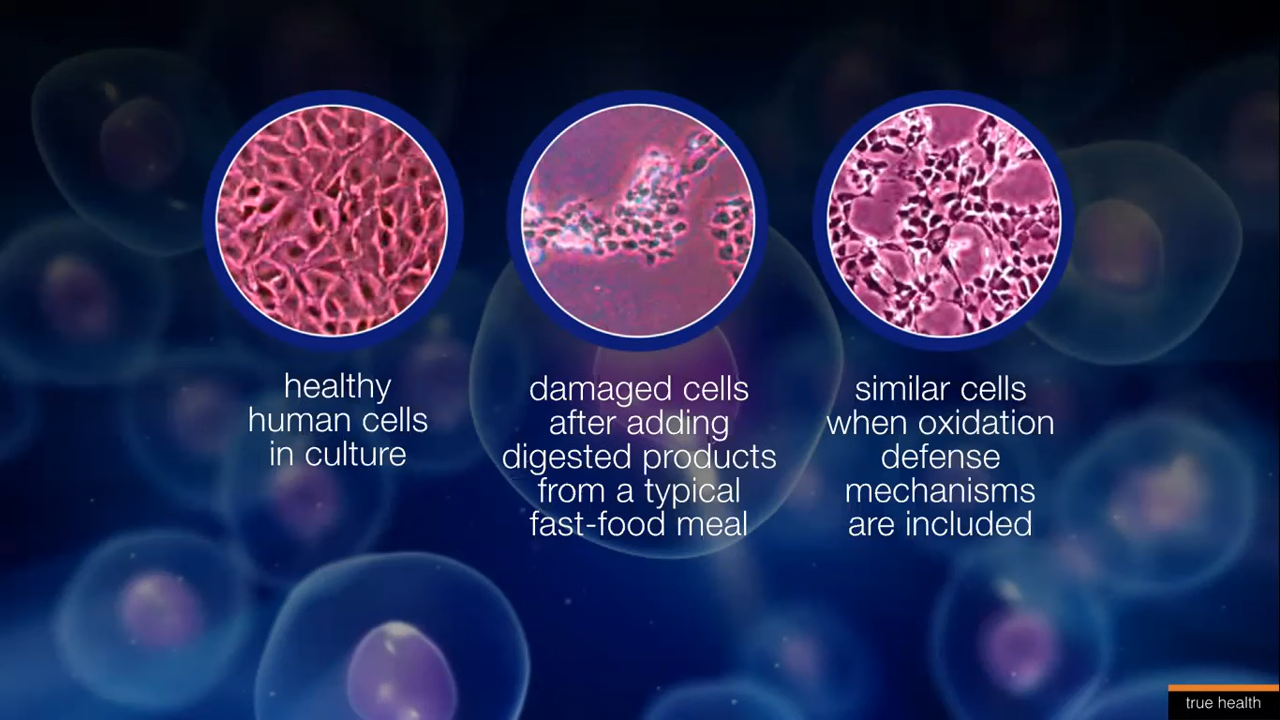 healthy
human cells
in culture
damaged cells
after adding
digested products
from a typical
fast-food meal
similar cells
when oxidation
defense
mechanisms
are included
true health